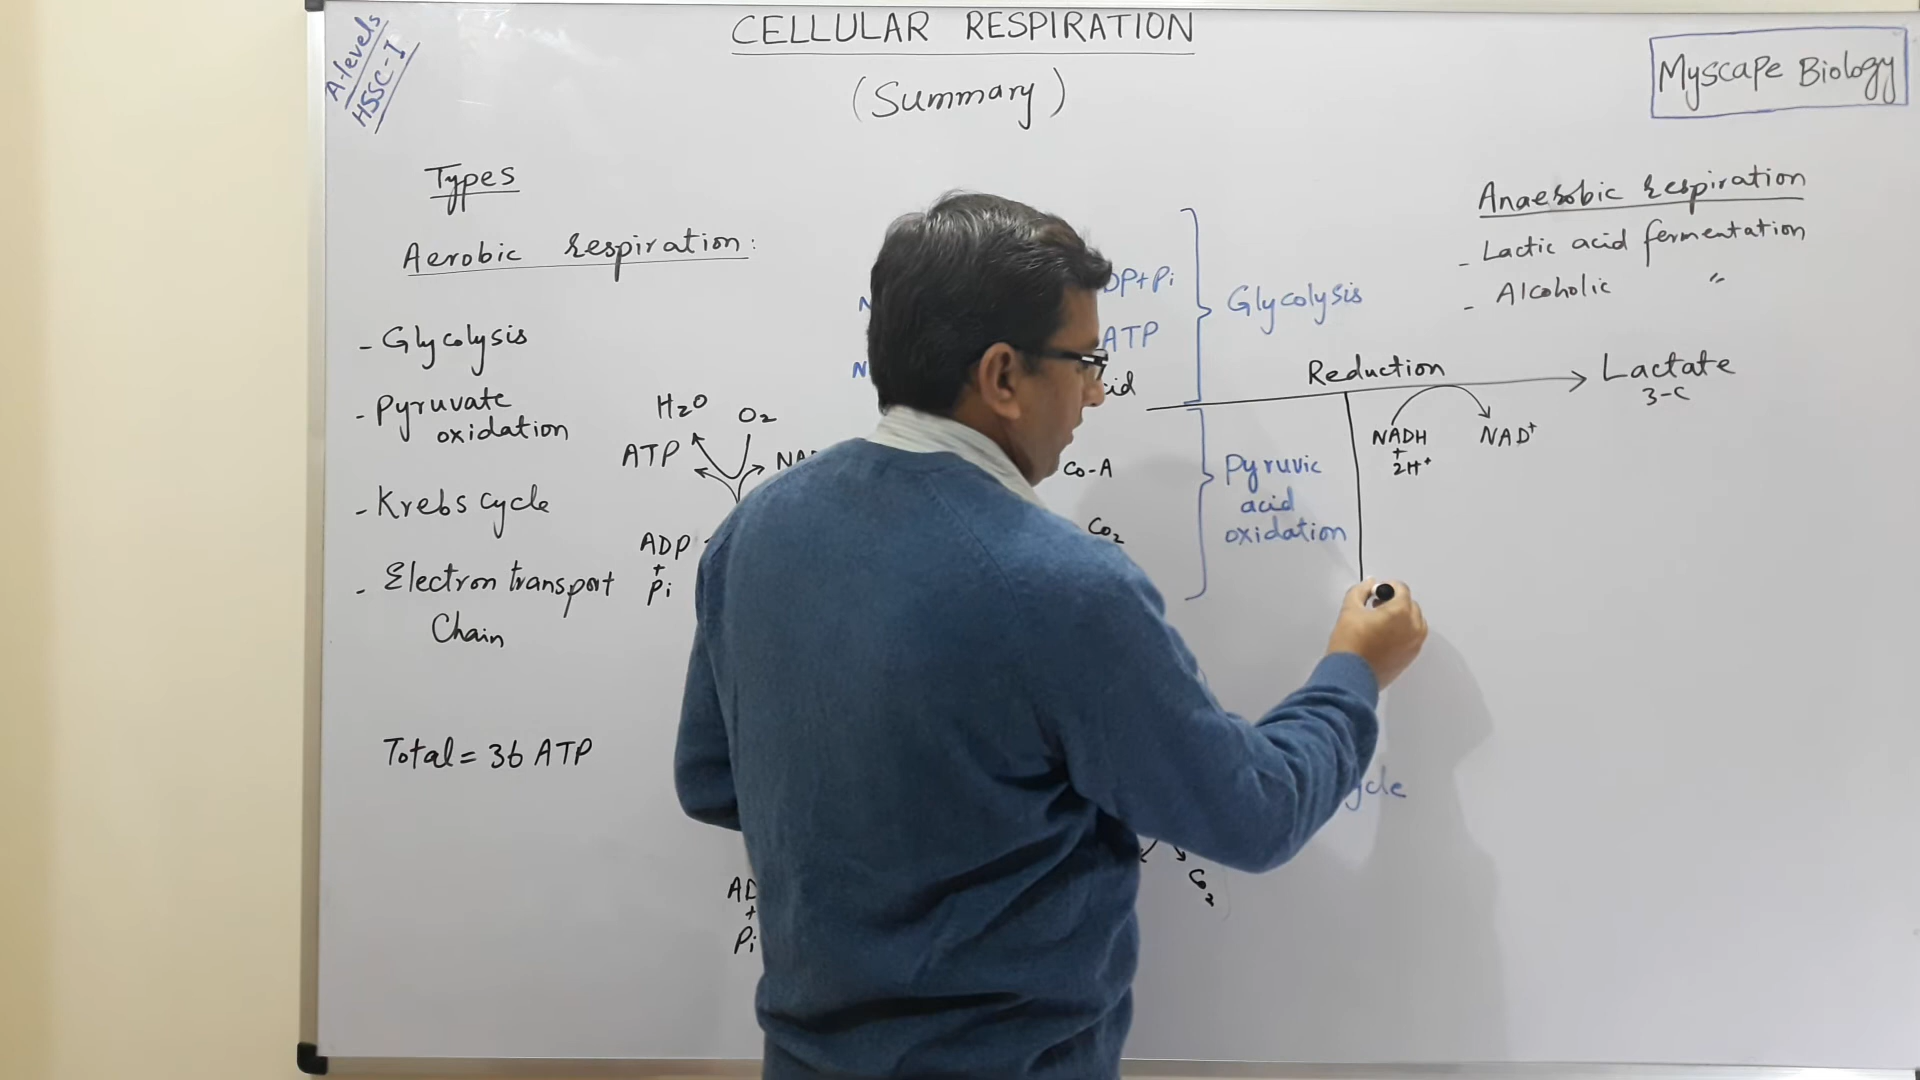 A-levels
HSSC-I
CELLULAR RESPIRATION
(Summary)
Myscape Biology
Types
Aerobic respiration:
- Glycolysis
- Pyruvate
oxidation
- Krebs cycle
- Electron transport
Chain
Total = 36 ATP
H2O
O2
ATP
ADP
+
Pi
+
Pi
DP+Pi
ATP
Co-A
Co2
Co2
Glycolysis
Pyruvic
acid
oxidation
Anaerobic respiration
- Lactic acid fermentation
- Alcoholic "
Reduction
Lactate
3-C
NADH
+
2H+
NAD+